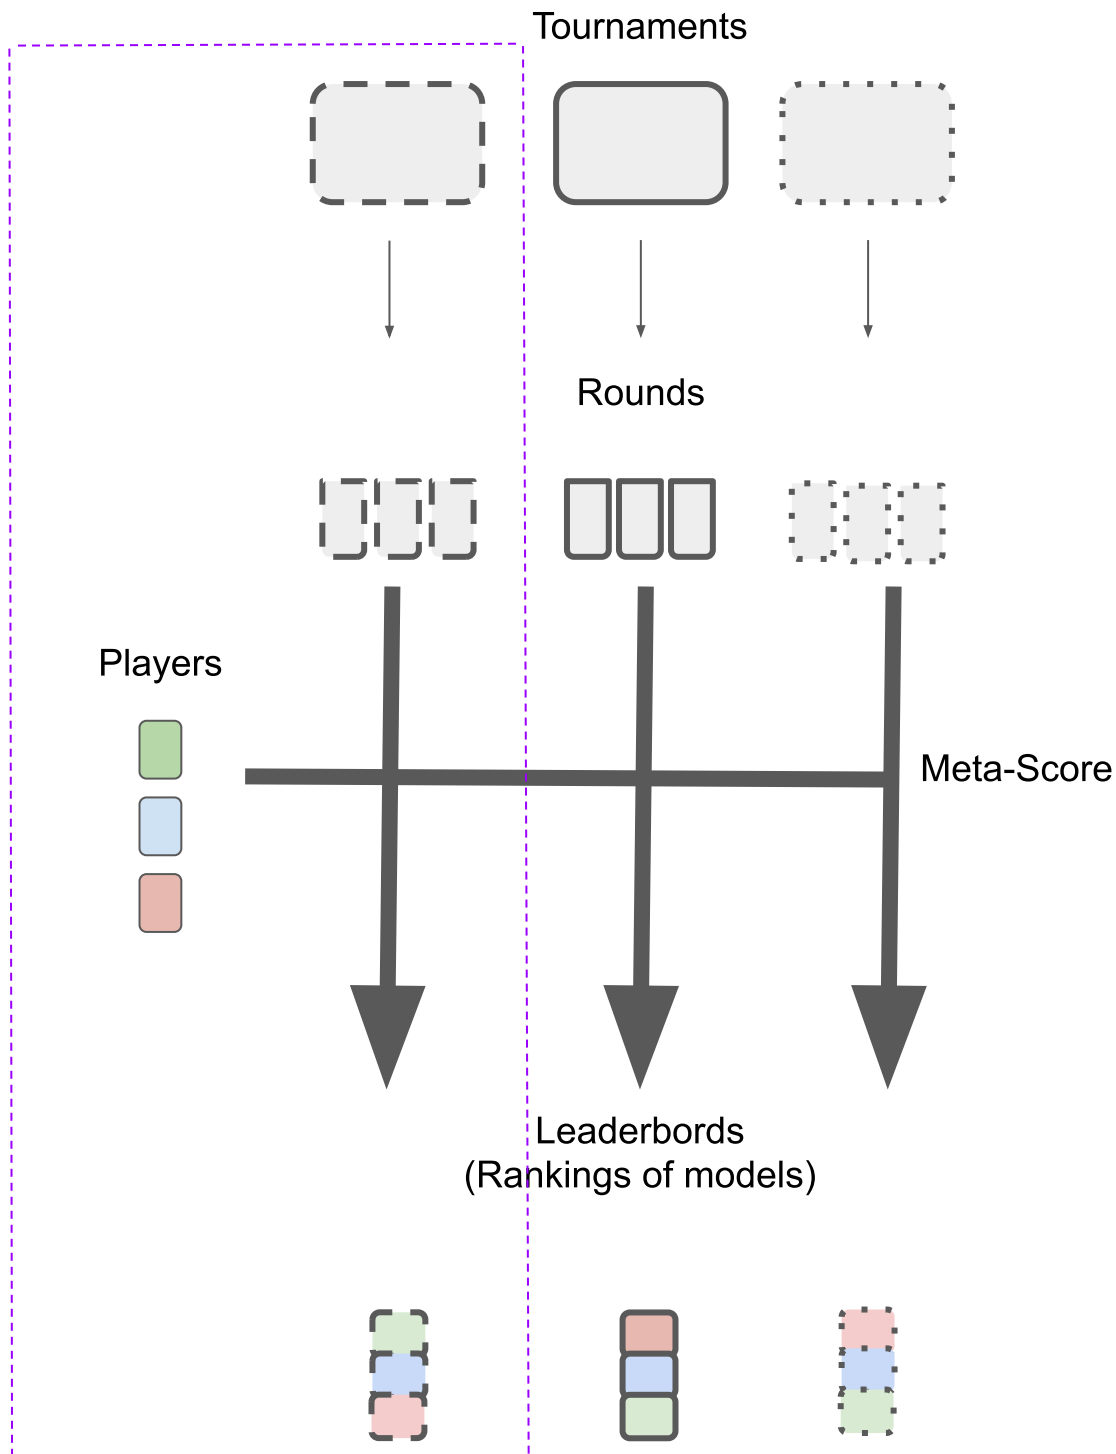 Tournaments
Rounds
Players
Meta-Score
Leaderbords
(Rankings of models)